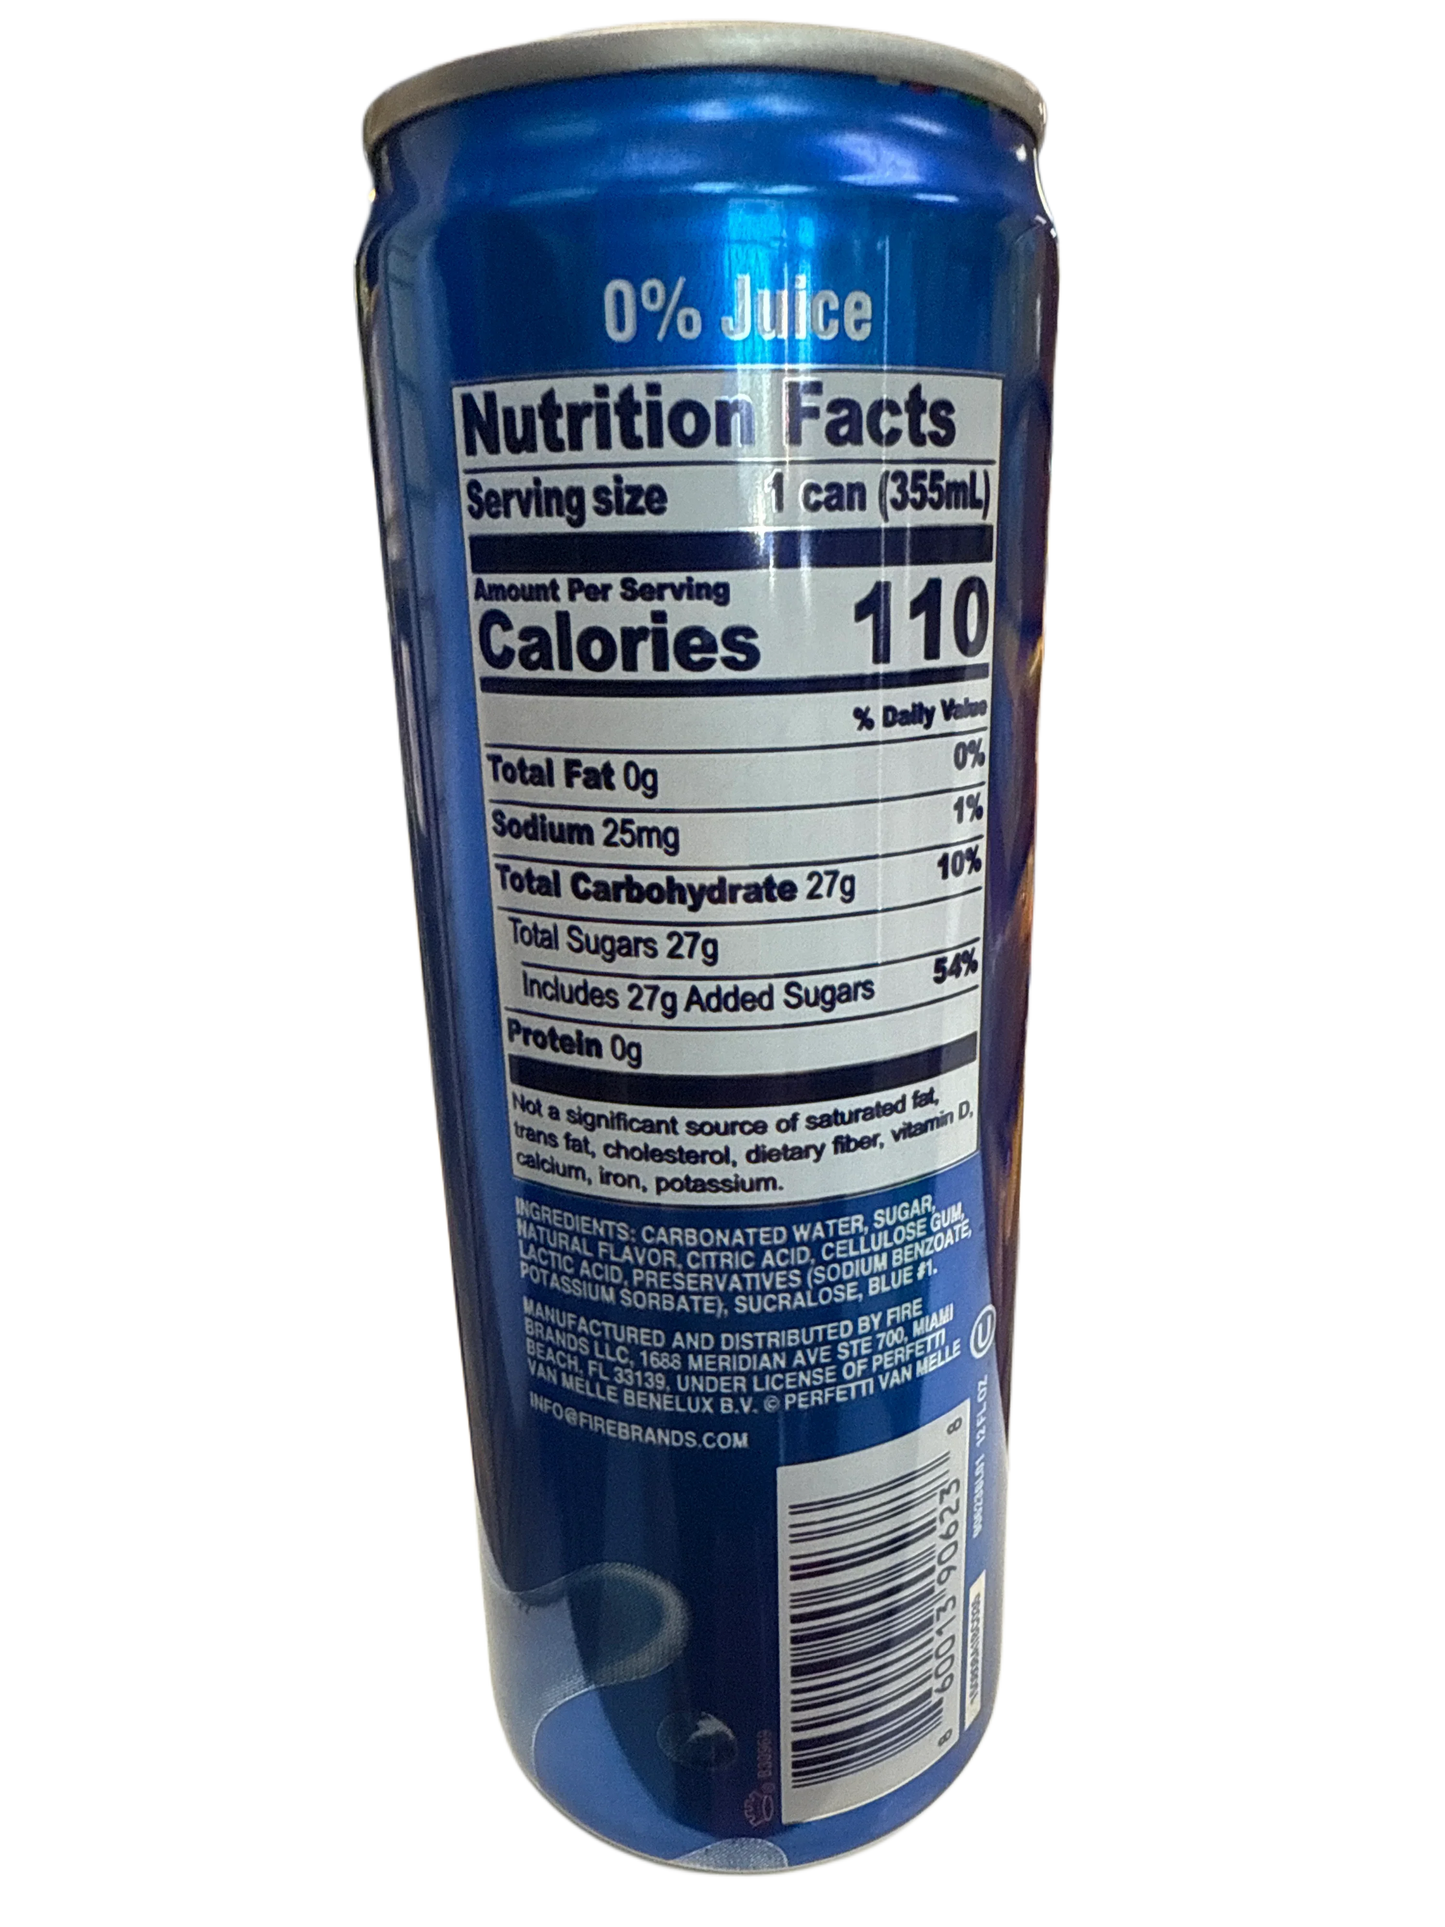 0% Juice
Nutrition Facts
Serving size 1 can (355mL)
Amount Per Serving
Calories 110
% Daily Value
Total Fat 0g 0%
Sodium 25mg 1%
Total Carbohydrate 27g 10%
Total Sugars 27g
Includes 27g Added Sugars 54%
Protein 0g
Not a significant source of saturated fat,
trans fat, cholesterol, dietary fiber, vitamin D,
calcium, iron, potassium.
INGREDIENTS: CARBONATED WATER, SUGAR,
NATURAL FLAVOR, CITRIC ACID, CELLULOSE GUM,
LACTIC ACID, PRESERVATIVES (SODIUM BENZOATE,
POTASSIUM SORBATE), SUCRALOSE, BLUE #1.
MANUFACTURED AND DISTRIBUTED BY FIRE
BRANDS LLC, 1688 MERIDIAN AVE STE 700, MIAMI
BEACH, FL 33139, UNDER LICENSE OF PERFETTI
VAN MELLE BENELUX B.V. © PERFETTI VAN MELLE
INFO@FIREBRANDS.COM
U
12 FL OZ
8 60013 90623 8